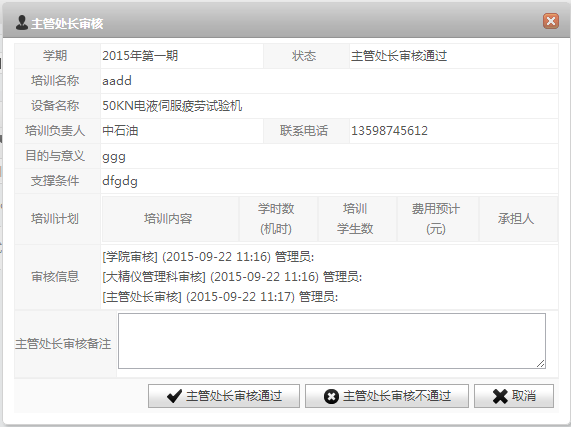 主管处长审核
学期 2015年第一期 状态 主管处长审核通过
培训名称 aadd
设备名称 50KN电液伺服疲劳试验机
培训负责人 中石油 联系电话 13598745612
目的与意义 ggg
支撑条件 dfgdg
培训计划 培训内容 学时数 培训 费用预计 承担人
(机时) 学生数 (元)
审核信息 [学院审核] (2015-09-22 11:16) 管理员:
[大精仪管理科审核] (2015-09-22 11:16) 管理员:
[主管处长审核] (2015-09-22 11:17) 管理员:
主管处长审核备注
主管处长审核通过 主管处长审核不通过 取消